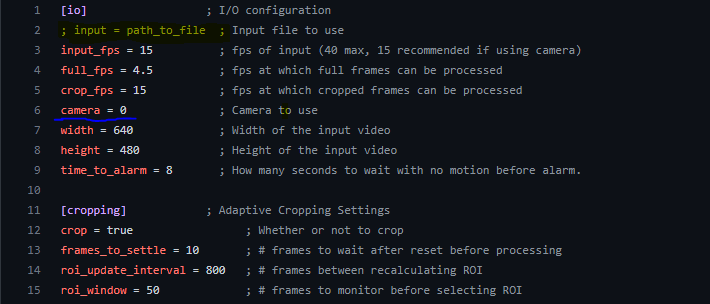 1 [io] ; I/O configuration
2 ; input = path_to_file ; Input file to use
3 input_fps = 15 ; fps of input (40 max, 15 recommended if using camera)
4 full_fps = 4.5 ; fps at which full frames can be processed
5 crop_fps = 15 ; fps at which cropped frames can be processed
6 camera = 0 ; Camera to use
7 width = 640 ; Width of the input video
8 height = 480 ; Height of the input video
9 time_to_alarm = 8 ; How many seconds to wait with no motion before alarm.
10
11 [cropping] ; Adaptive Cropping Settings
12 crop = true ; Whether or not to crop
13 frames_to_settle = 10 ; # frames to wait after reset before processing
14 roi_update_interval = 800 ; # frames between recalculating ROI
15 roi_window = 50 ; # frames to monitor before selecting ROI